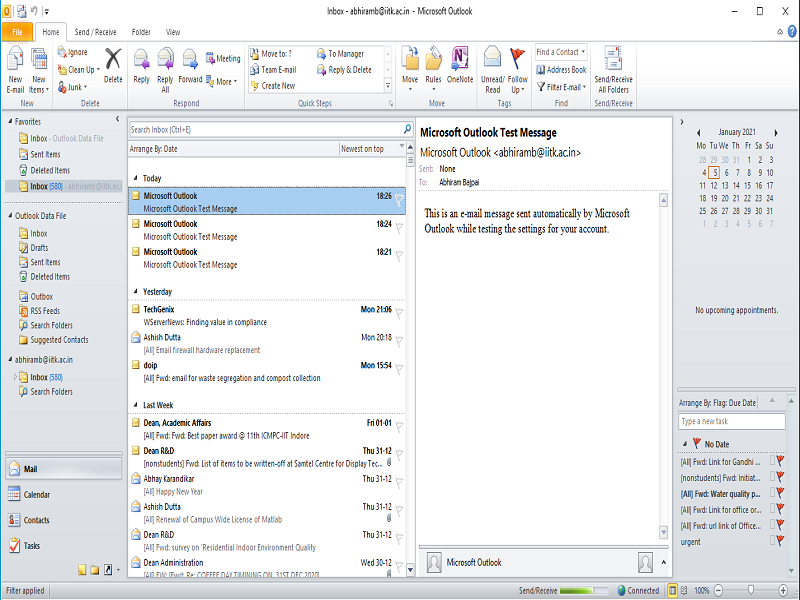 Inbox - abhiramb@iitk.ac.in - Microsoft Outlook
File Home Send / Receive Folder View
New E-mail
New Items
New
Ignore
Clean Up
Junk
Delete
Delete
Reply
Reply All
Forward
Meeting
More
Respond
Move to: ?
Team E-mail
Create New
To Manager
Reply & Delete
Quick Steps
Move
Rules
OneNote
Move
Unread/ Read
Follow Up
Tags
Find a Contact
Address Book
Filter E-mail
Find
Send/Receive All Folders
Send/Receive
Favorites
Inbox - Outlook Data File
Sent Items
Deleted Items
Inbox (580) - abhiramb@iitk.ac.
Outlook Data File
Inbox
Drafts
Sent Items
Deleted Items
Outbox
RSS Feeds
Search Folders
Suggested Contacts
abhiramb@iitk.ac.in
Inbox (580)
Search Folders
Mail
Calendar
Contacts
Tasks
Search Inbox (Ctrl+E)
Arrange By: Date Newest on top
Today
Microsoft Outlook 18:26
Microsoft Outlook Test Message
Microsoft Outlook 18:24
Microsoft Outlook Test Message
Microsoft Outlook 18:21
Microsoft Outlook Test Message
Yesterday
TechGenix Mon 21:06
WServerNews: Finding value in compliance
Ashish Dutta Mon 20:18
[All] Email firewall hardware replacement
doip Mon 15:54
[All] Fwd: email for waste segregation and compost collection
Last Week
Dean, Academic Affairs Fri 01-01
[All] Fwd: Fwd: Best paper award @ 11th ICMPC-IIT Indore
Dean R&D Thu 31-12
[nonstudents] Fwd: List of items to be written-off at Samtel Centre for Display Tec...
Abhay Karandikar Thu 31-12
[All] Happy New Year
Ashish Dutta Thu 31-12
[All] Renewal of Campus Wide License of Matlab
Dean R&D Thu 31-12
[All] Fwd: survey on 'Residential Indoor Environment Quality
Dean Administration Wed 30-12
[All] FW: [Fwd: Re: COFFEE DAY TIMINING ON, 31ST DEC 2020]
Microsoft Outlook Test Message
Microsoft Outlook <abhiramb@iitk.ac.in>
Sent: None
To: Abhiram Bajpai
This is an e-mail message sent automatically by Microsoft
Outlook while testing the settings for your account.
Microsoft Outlook
January 2021
Mo Tu We Th Fr Sa Su
28 29 30 31 1 2 3
4 5 6 7 8 9 10
11 12 13 14 15 16 17
18 19 20 21 22 23 24
25 26 27 28 29 30 31
1 2 3 4 5 6 7
No upcoming appointments.
Arrange By: Flag: Due Date
Type a new task
No Date
[All] Fwd: Link for Gandhi ...
[nonstudents] Fwd: Initiat...
[All] Fwd: Water quality p...
[All] Fwd: Link for office or...
[All] Fwd: url link of Office...
urgent
Filter applied
Send/Receive
Connected
100%